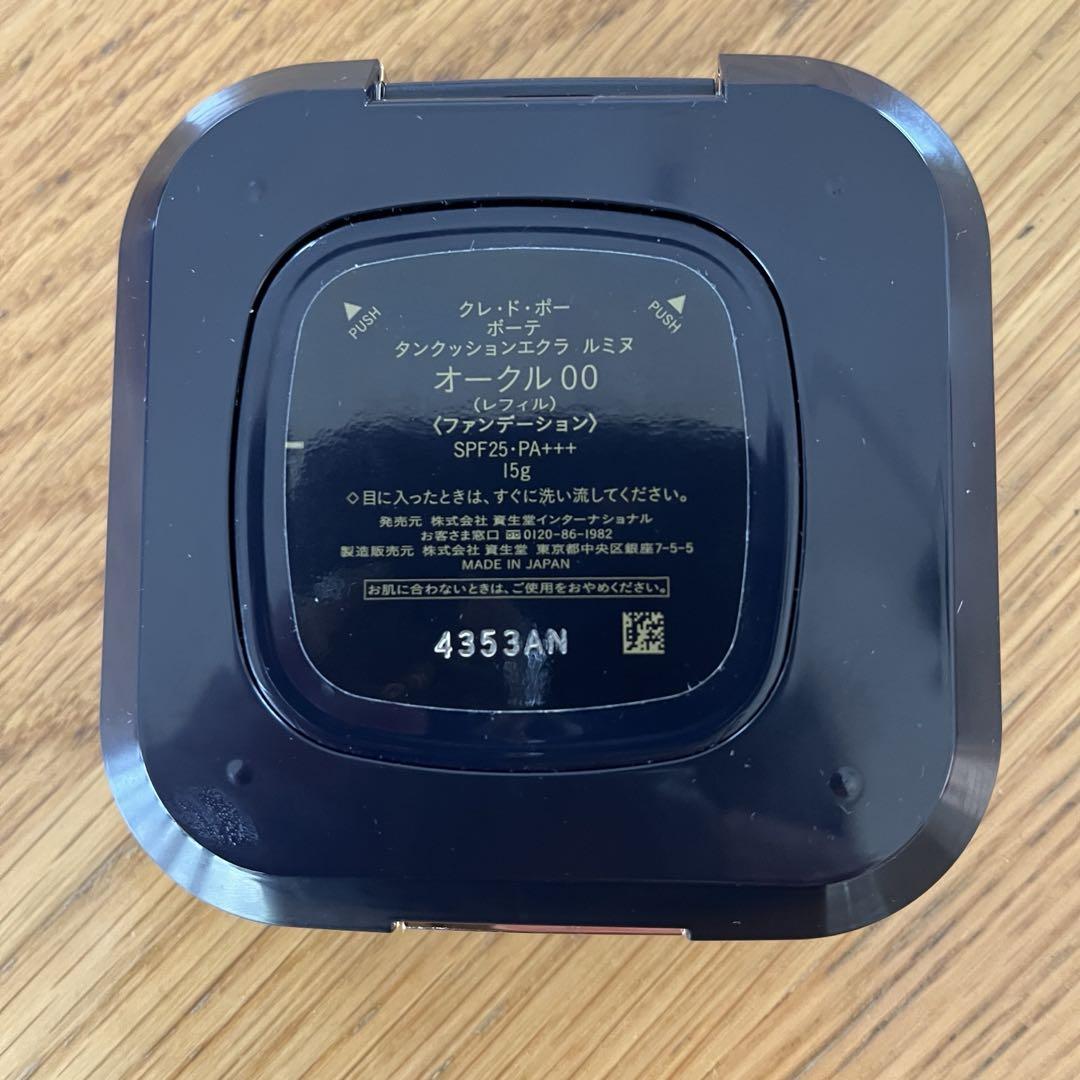 PUSH
PUSH
クレ・ド・ポー
ボーテ
タンクッションエクラ ルミヌ
オークル 00
（レフィル）
〈ファンデーション〉
SPF25・PA+++
15g
◇目に入ったときは、すぐに洗い流してください。
発売元 株式会社 資生堂インターナショナル
お客さま窓口 0120-86-1982
製造販売元 株式会社 資生堂 東京都中央区銀座7-5-5
MADE IN JAPAN
お肌に合わないときは、ご使用をおやめください。
4353AN